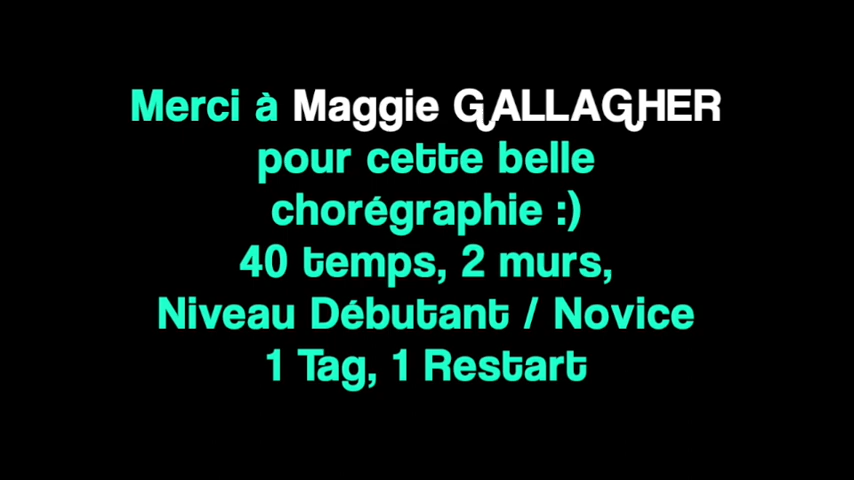 Merci à Maggie GALLAGHER
pour cette belle
chorégraphie :)
40 temps, 2 murs,
Niveau Débutant / Novice
1 Tag, 1 Restart